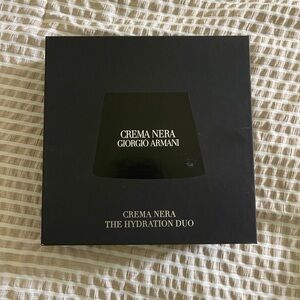 CREMA NERA
GIORGIO ARMANI
CREMA NERA
THE HYDRATION DUO